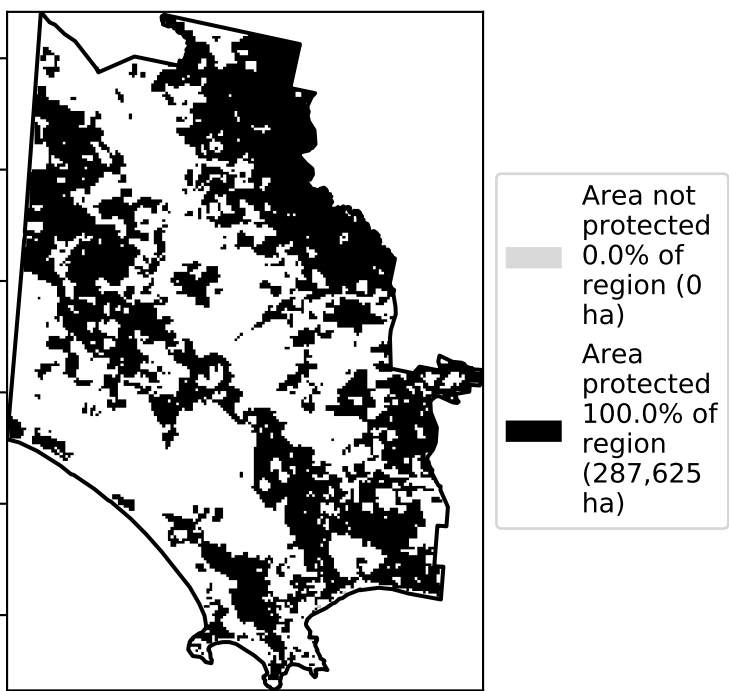 Area not
protected
0.0% of
region (0
ha)
Area
protected
100.0% of
region
(287,625
ha)